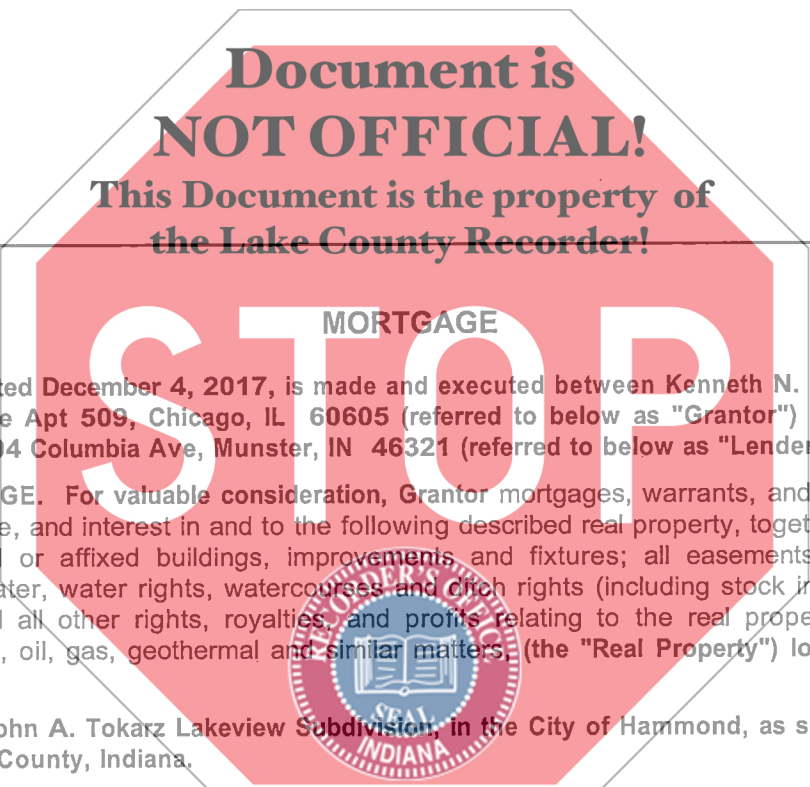 Document is
NOT OFFICIAL!
This Document is the property of
the Lake County Recorder!
STOP
MORTGAGE
ted December 4, 2017, is made and executed between Kenneth N.
e Apt 509, Chicago, IL 60605 (referred to below as "Grantor")
04 Columbia Ave, Munster, IN 46321 (referred to below as "Lender
GE. For valuable consideration, Grantor mortgages, warrants, and
e, and interest in and to the following described real property, toget
or affixed buildings, improvements and fixtures; all easements
ater, water rights, watercourses and ditch rights (including stock in
all other rights, royalties, and profits relating to the real prope
, oil, gas, geothermal and similar matters, (the "Real Property") lo
ohn A. Tokarz Lakeview Subdivision, in the City of Hammond, as s
County, Indiana.
RECORDER'S OFFICE
SEAL
INDIANA